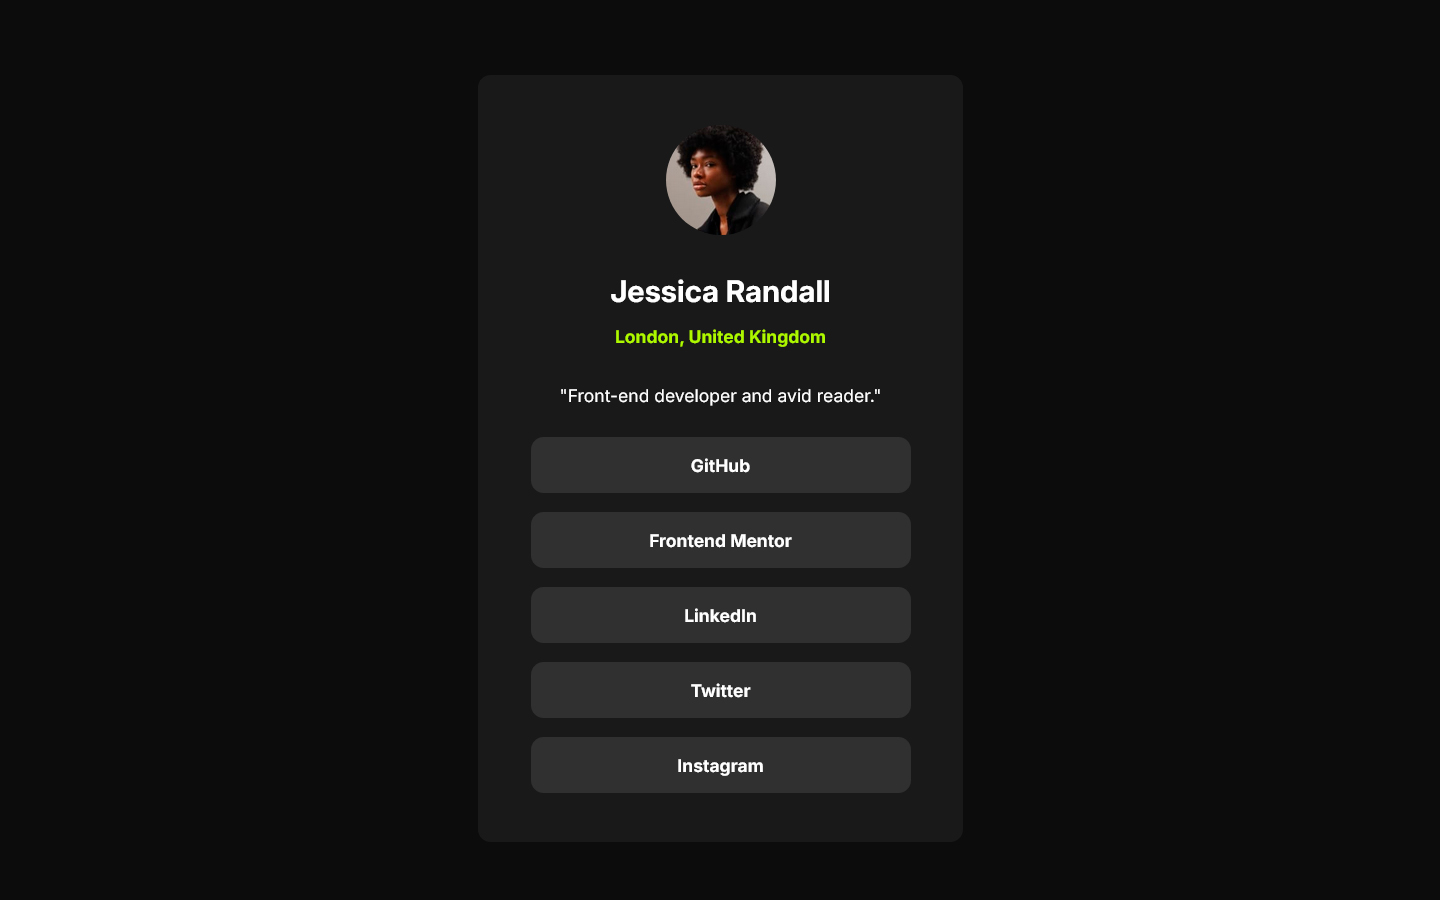 Jessica Randall
London, United Kingdom
"Front-end developer and avid reader."
GitHub
Frontend Mentor
LinkedIn
Twitter
Instagram